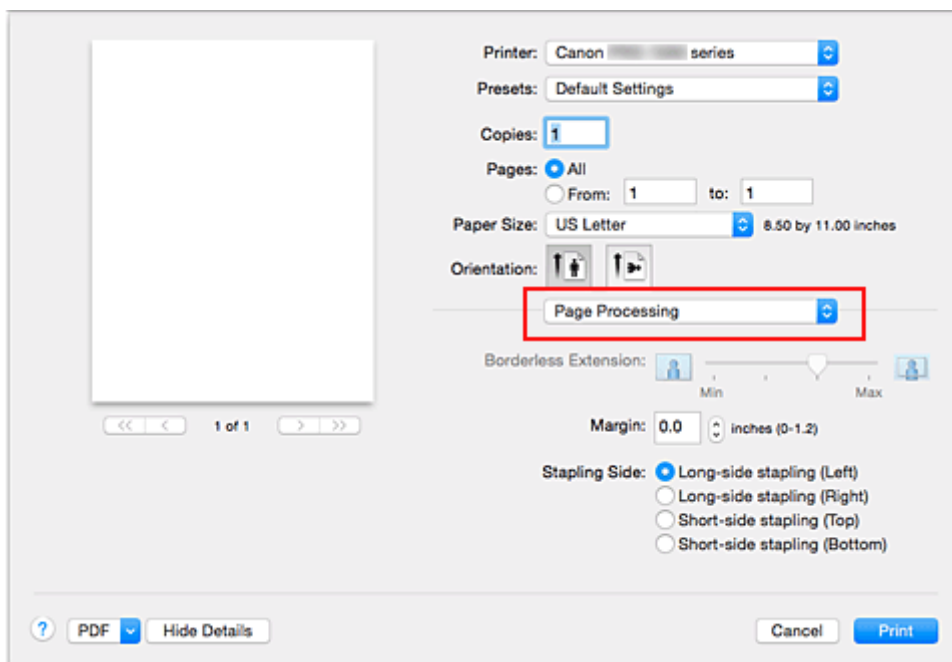 Printer: Canon series
Presets: Default Settings
Copies: 1
Pages: All
From: 1 to: 1
Paper Size: US Letter 8.50 by 11.00 inches
Orientation:
Page Processing
Borderless Extension:
Min Max
1 of 1
Margin: 0.0 inches (0-1.2)
Stapling Side: Long-side stapling (Left)
Long-side stapling (Right)
Short-side stapling (Top)
Short-side stapling (Bottom)
? PDF Hide Details Cancel Print